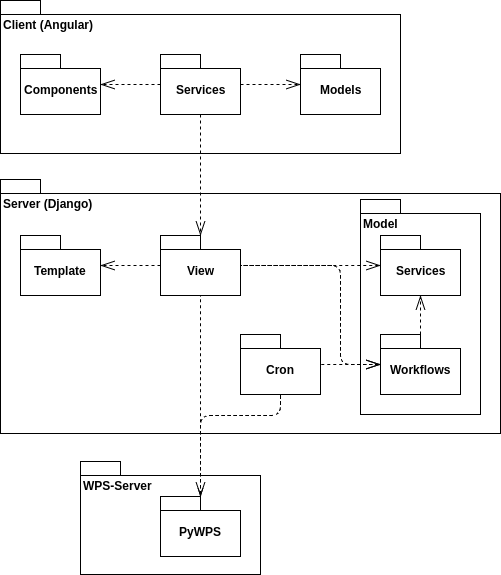 Client (Angular)
Components
Services
Models
Server (Django)
Model
Template
View
Services
Cron
Workflows
WPS-Server
PyWPS